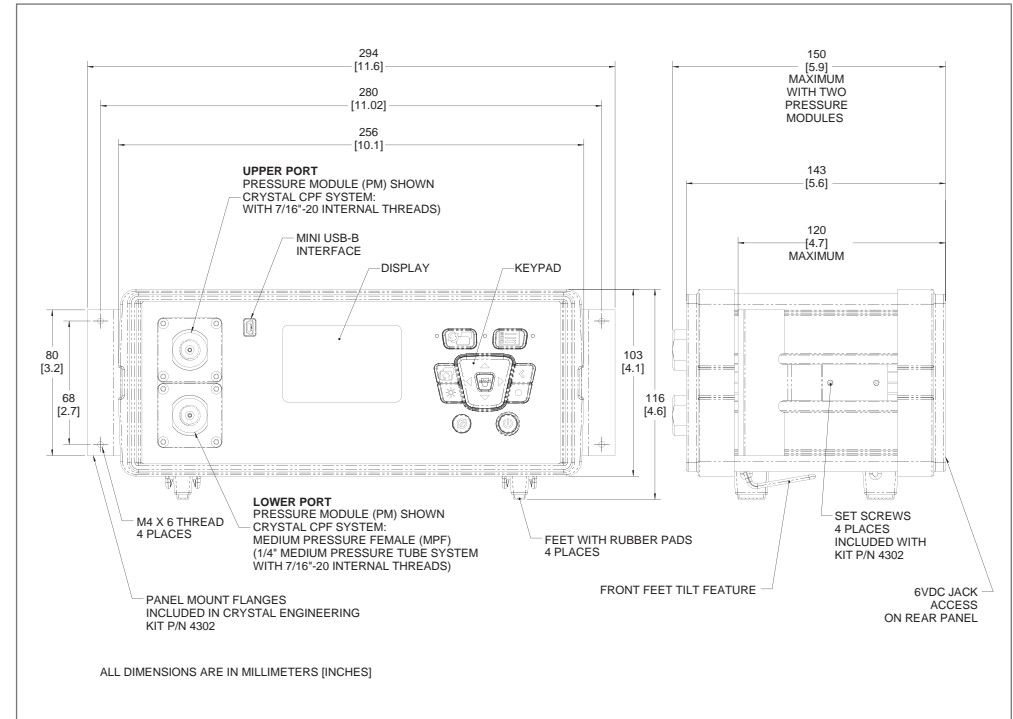 294
[11.6]
280
[11.02]
256
[10.1]
150
[5.9]
MAXIMUM
WITH TWO
PRESSURE
MODULES
143
[5.6]
120
[4.7]
MAXIMUM
UPPER PORT
PRESSURE MODULE (PM) SHOWN
CRYSTAL CPF SYSTEM:
WITH 7/16"-20 INTERNAL THREADS)
MINI USB-B
INTERFACE
DISPLAY
KEYPAD
80
[3.2]
68
[2.7]
103
[4.1]
116
[4.6]
M4 X 6 THREAD
4 PLACES
LOWER PORT
PRESSURE MODULE (PM) SHOWN
CRYSTAL CPF SYSTEM:
MEDIUM PRESSURE FEMALE (MPF)
(1/4" MEDIUM PRESSURE TUBE SYSTEM
WITH 7/16"-20 INTERNAL THREADS)
FEET WITH RUBBER PADS
4 PLACES
SET SCREWS
4 PLACES
INCLUDED WITH
KIT P/N 4302
FRONT FEET TILT FEATURE
6VDC JACK
ACCESS
ON REAR PANEL
PANEL MOUNT FLANGES
INCLUDED IN CRYSTAL ENGINEERING
KIT P/N 4302
ALL DIMENSIONS ARE IN MILLIMETERS [INCHES]